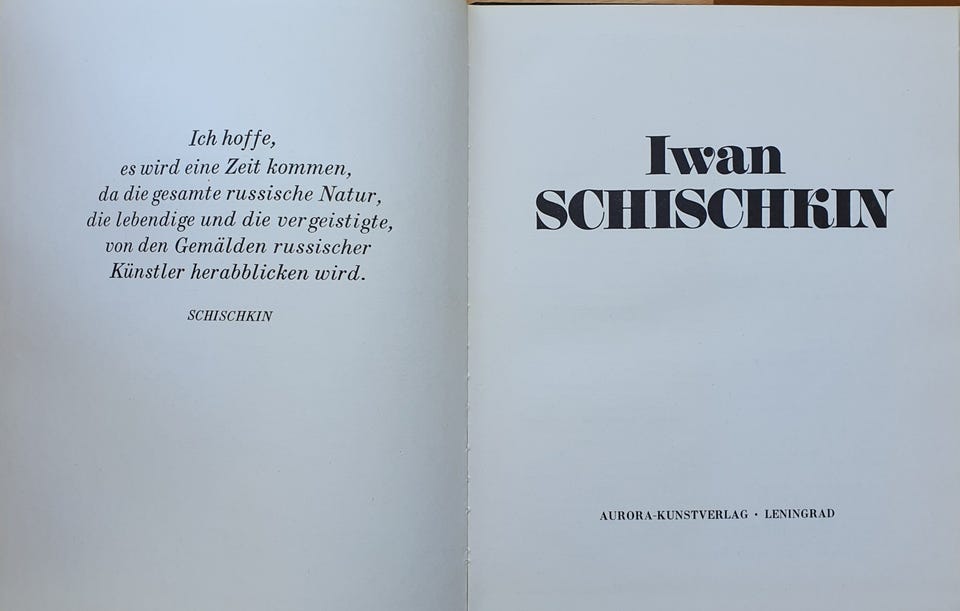 Ich hoffe,
es wird eine Zeit kommen,
da die gesamte russische Natur,
die lebendige und die vergeistigte,
von den Gemälden russischer
Künstler herabblicken wird.
SCHISCHKIN
Iwan
SCHISCHKIN
AURORA-KUNSTVERLAG · LENINGRAD